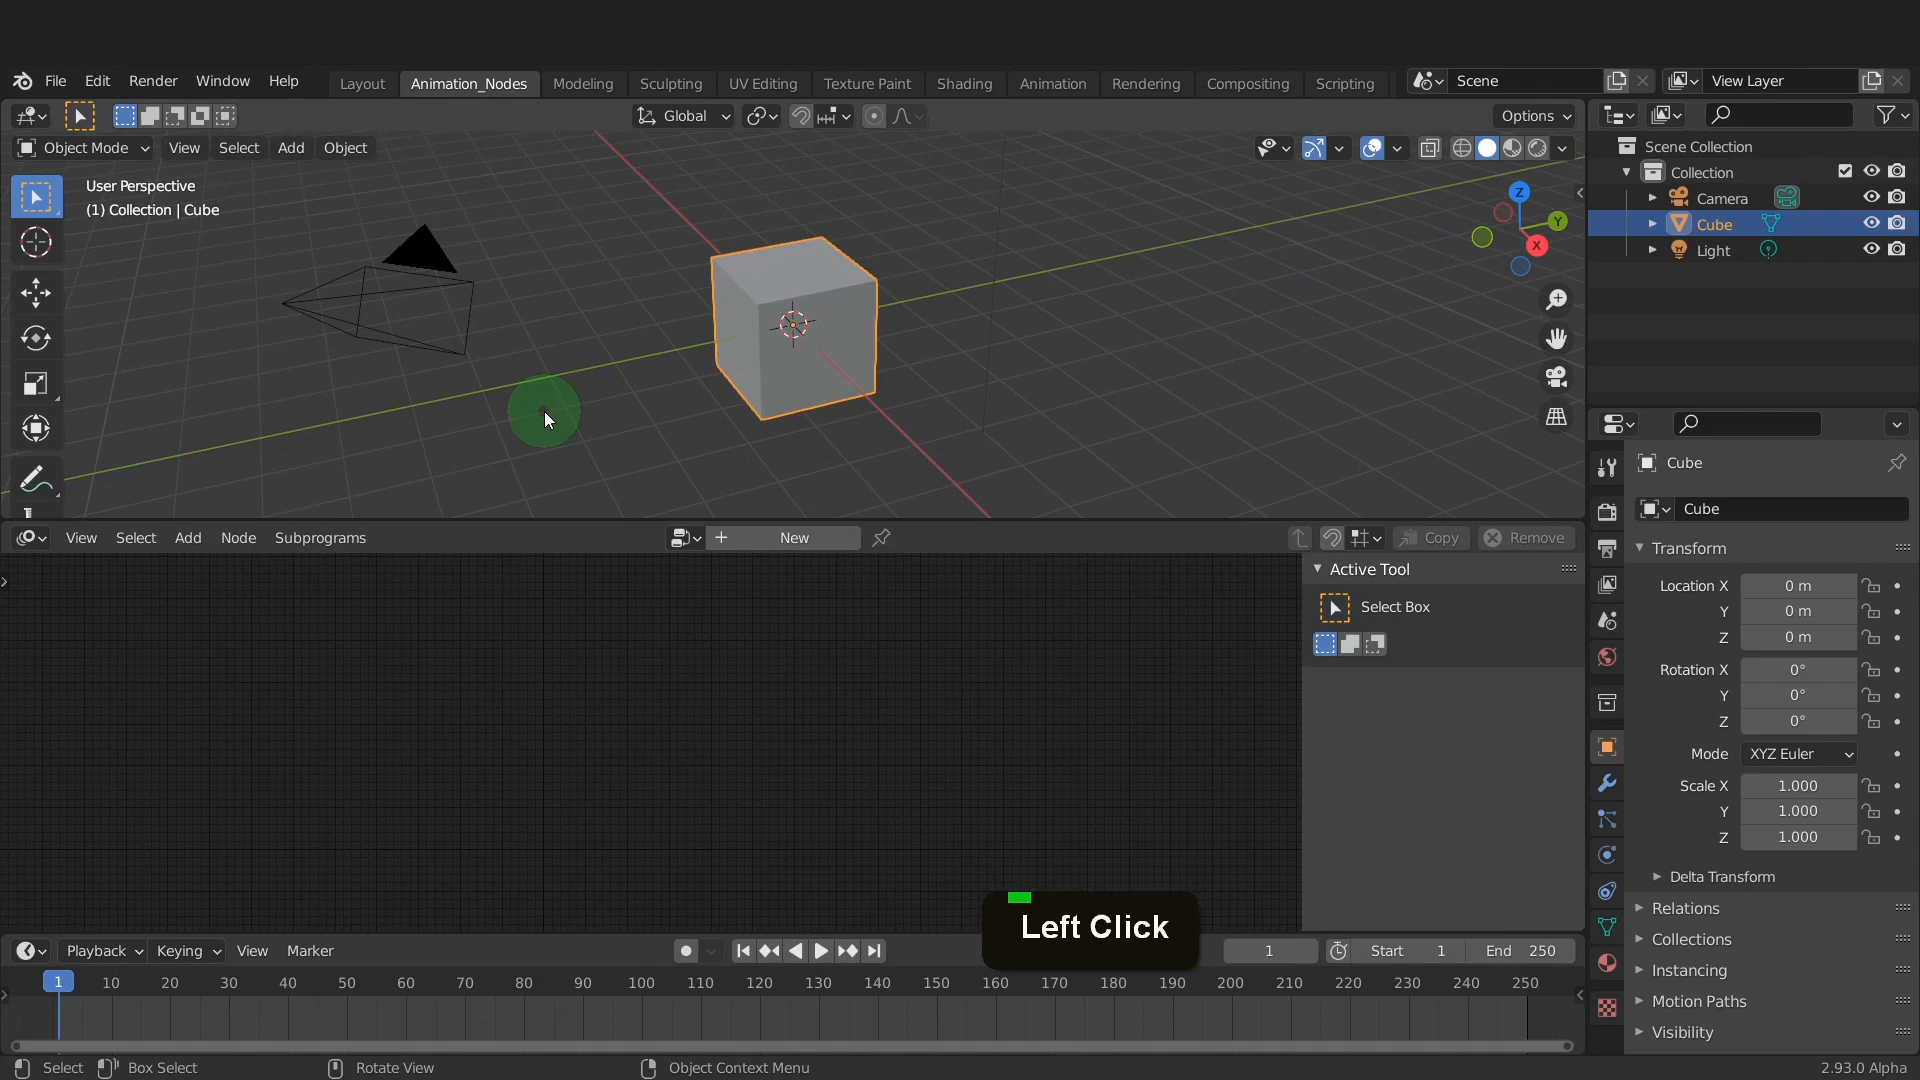 File Edit Render Window Help Layout Animation_Nodes Modeling Sculpting UV Editing Texture Paint Shading Animation Rendering Compositing Scripting Scene View Layer
Global Options
Object Mode View Select Add Object
User Perspective
(1) Collection | Cube
Z
Y
X
Scene Collection
Collection
Camera
Cube
Light
Cube
Cube
Transform
Location X 0 m
Y 0 m
Z 0 m
Rotation X 0°
Y 0°
Z 0°
Mode XYZ Euler
Scale X 1.000
Y 1.000
Z 1.000
Delta Transform
Relations
Collections
Instancing
Motion Paths
Visibility
View Select Add Node Subprograms + New Copy Remove
Active Tool
Select Box
Left Click
Playback Keying View Marker 1 Start 1 End 250
1 10 20 30 40 50 60 70 80 90 100 110 120 130 140 150 160 170 180 190 200 210 220 230 240 250
Select Box Select Rotate View Object Context Menu 2.93.0 Alpha